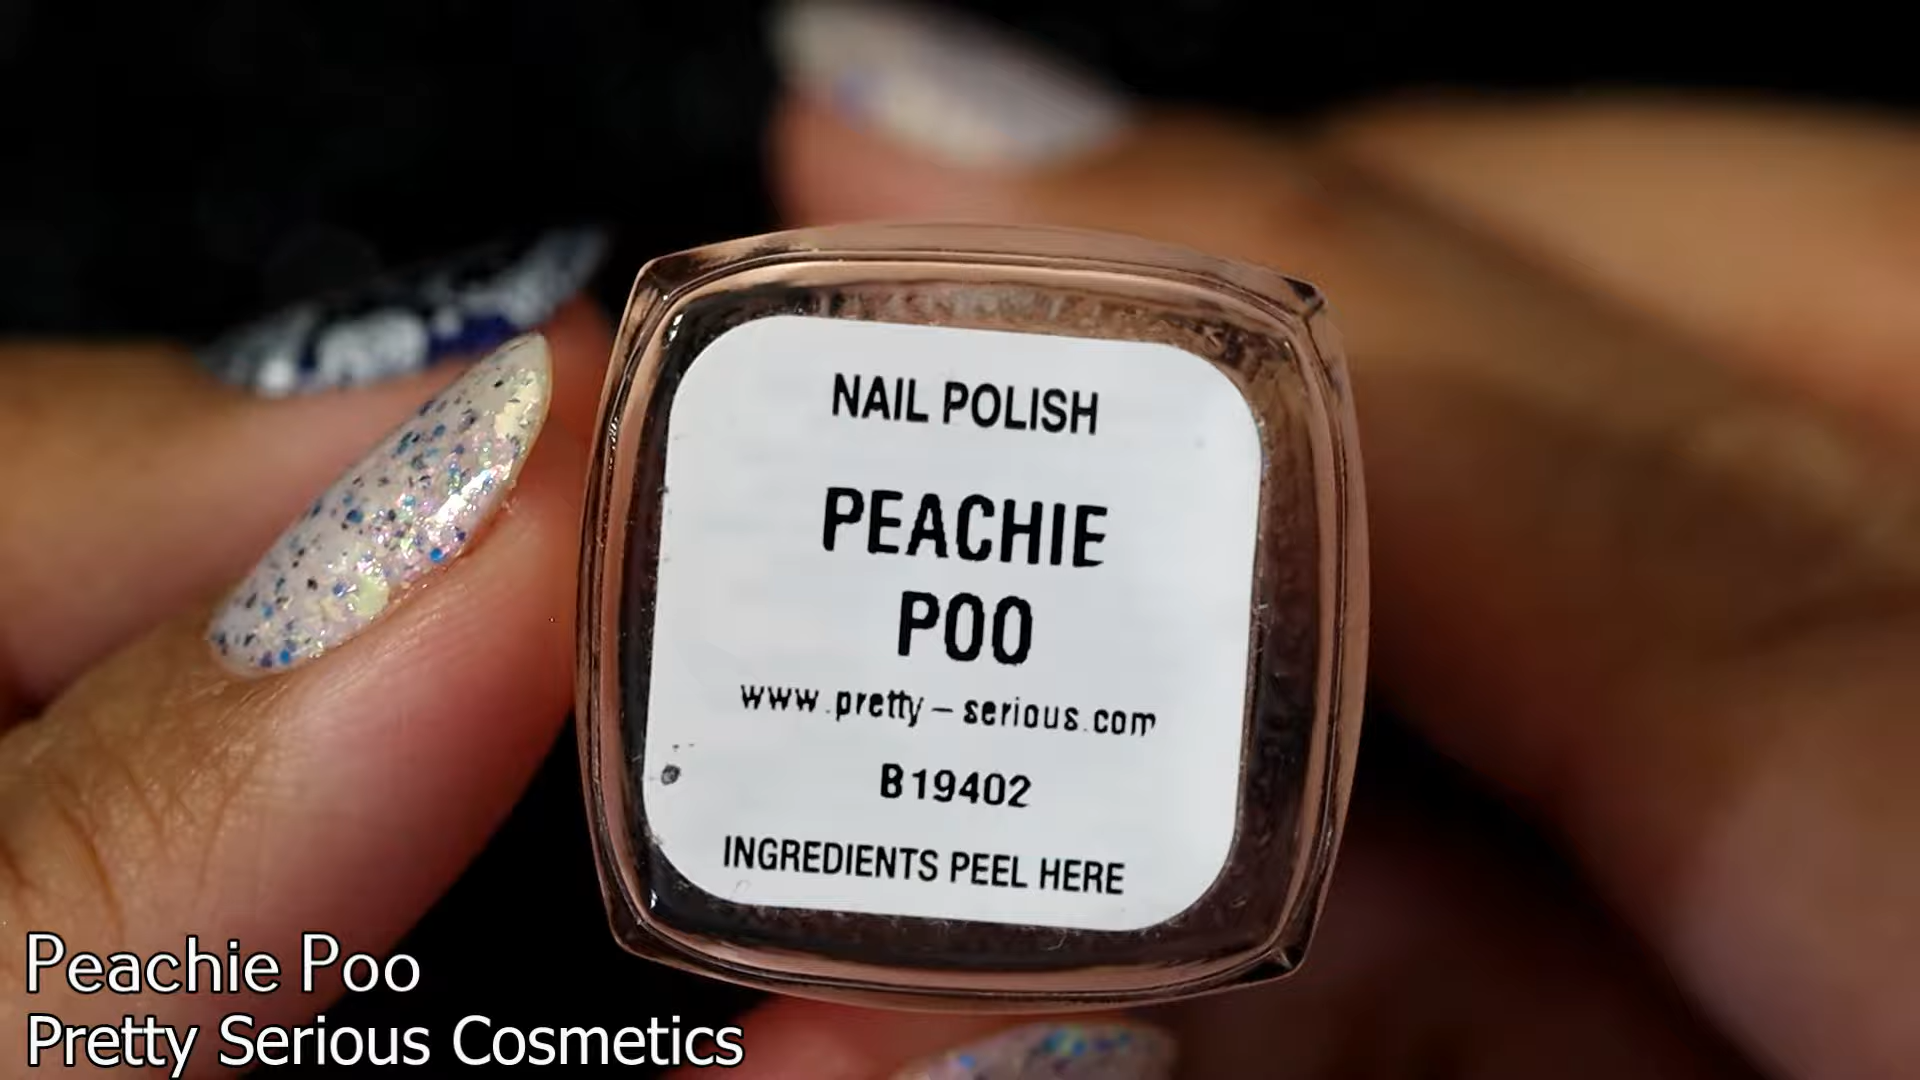 NAIL POLISH
PEACHIE
POO
www.pretty-serious.com
B19402
INGREDIENTS PEEL HERE
Peachie Poo
Pretty Serious Cosmetics